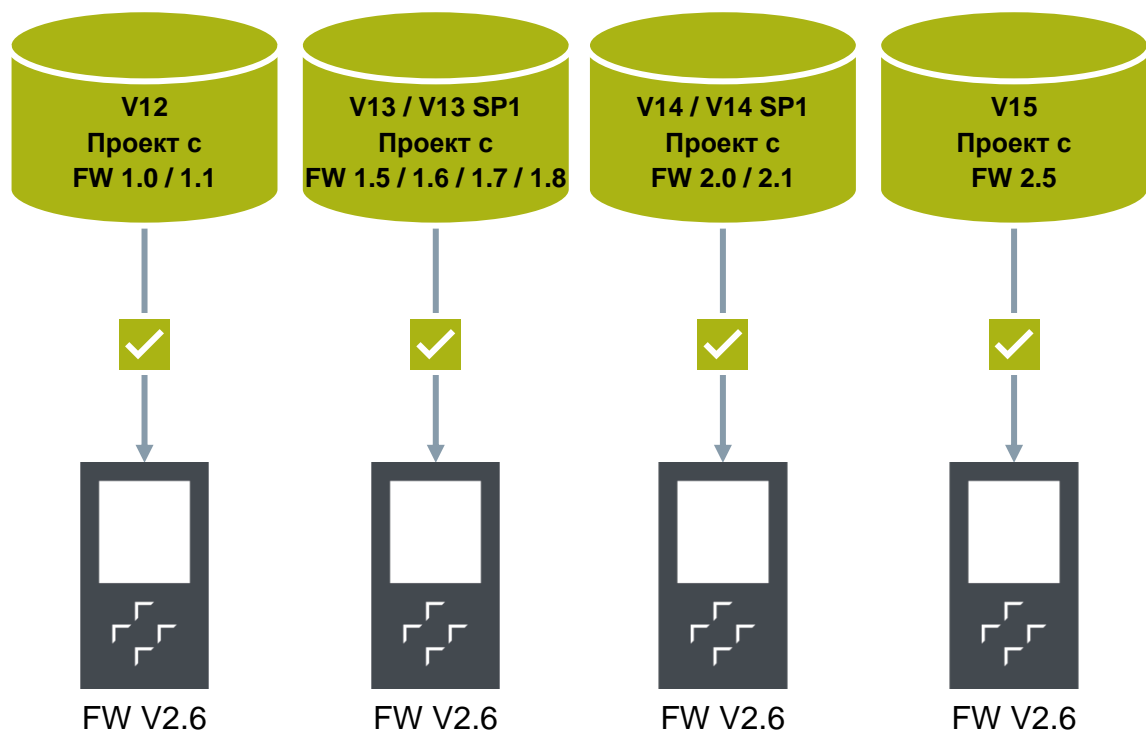 V12
Проект с
FW 1.0 / 1.1
V13 / V13 SP1
Проект с
FW 1.5 / 1.6 / 1.7 / 1.8
V14 / V14 SP1
Проект с
FW 2.0 / 2.1
V15
Проект с
FW 2.5
FW V2.6
FW V2.6
FW V2.6
FW V2.6